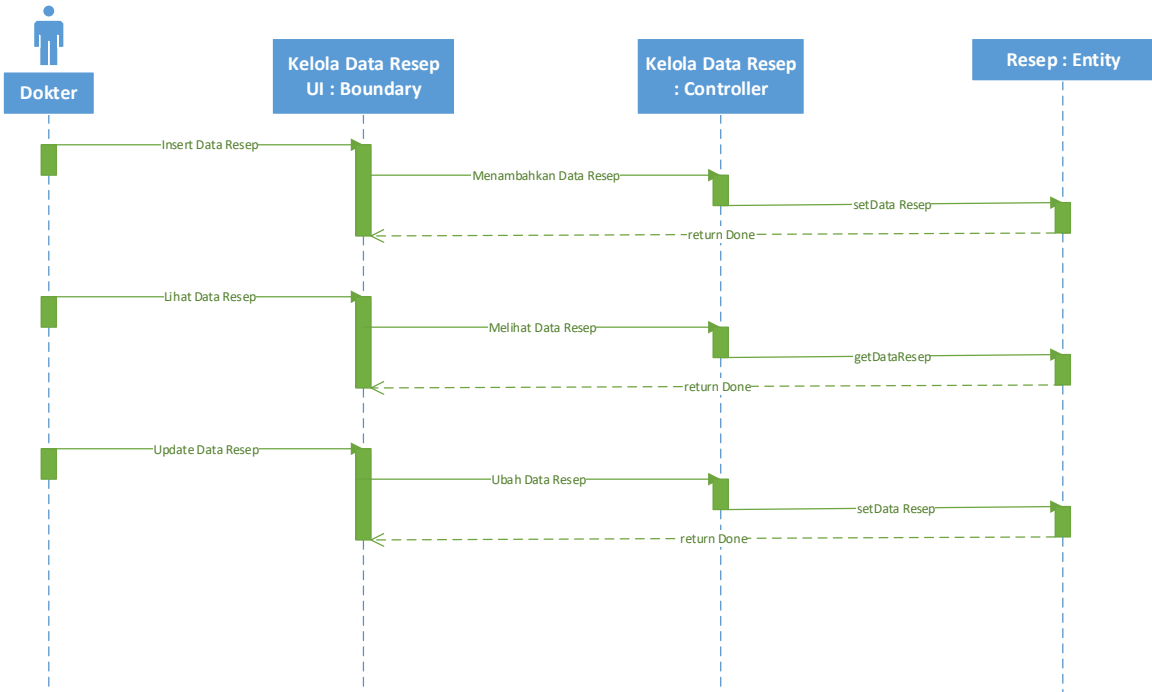 Dokter
Kelola Data Resep
UI : Boundary
Kelola Data Resep
: Controller
Resep : Entity
Insert Data Resep
Menambahkan Data Resep
setData Resep
return Done
Lihat Data Resep
Melihat Data Resep
getDataResep
return Done
Update Data Resep
Ubah Data Resep
setData Resep
return Done